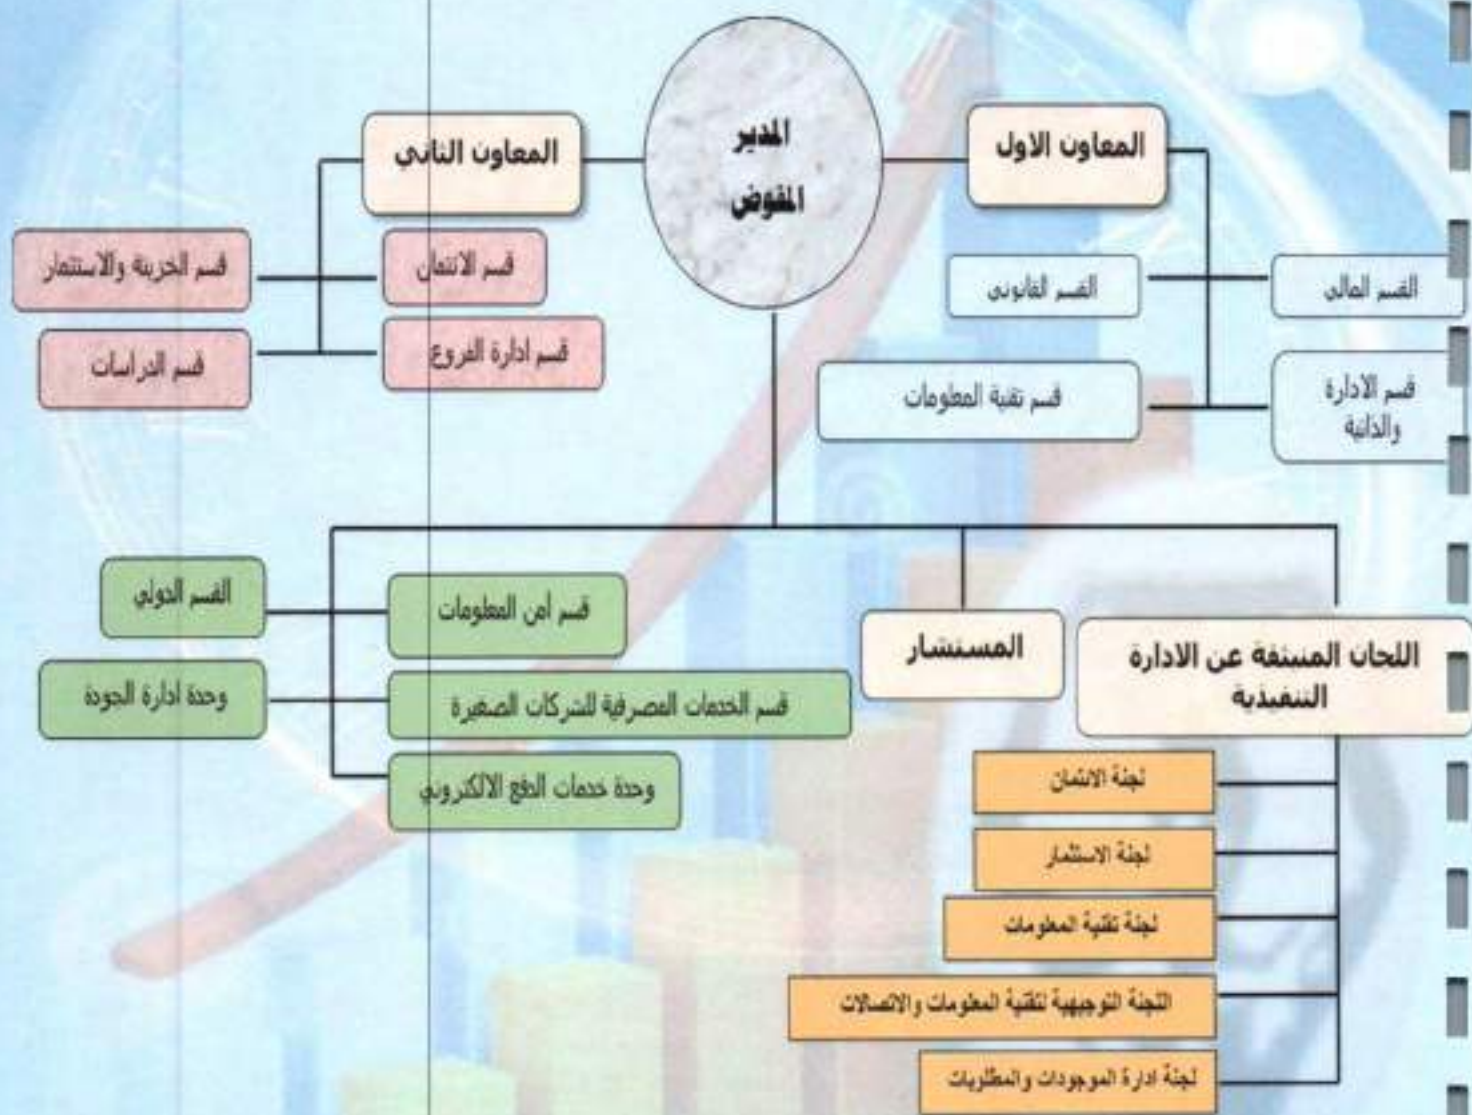 المدير
المفوض
المعاون الاول
المعاون الثاني
القسم المالي
القسم القانوني
قسم الادارة
والذاتية
قسم تقنية المعلومات
قسم الائتمان
قسم الخزينة والاستثمار
قسم ادارة الفروع
قسم الدراسات
اللجان المنبثقة عن الادارة
التنفيذية
المستشار
قسم أمن المعلومات
القسم الدولي
قسم الخدمات المصرفية للشركات الصغيرة
وحدة ادارة الجودة
وحدة خدمات الدفع الالكتروني
لجنة الائتمان
لجنة الاستثمار
لجنة تقنية المعلومات
اللجنة التوجيهية لتقنية المعلومات والاتصالات
لجنة ادارة الموجودات والمطلوبات